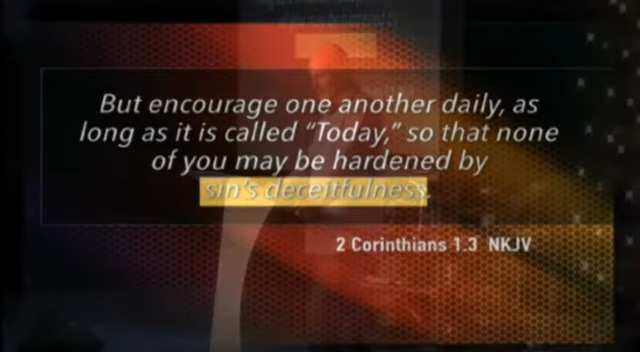 But encourage one another daily, as
long as it is called “Today,” so that none
of you may be hardened by
sin's deceitfulness.
2 Corinthians 1.3 NKJV